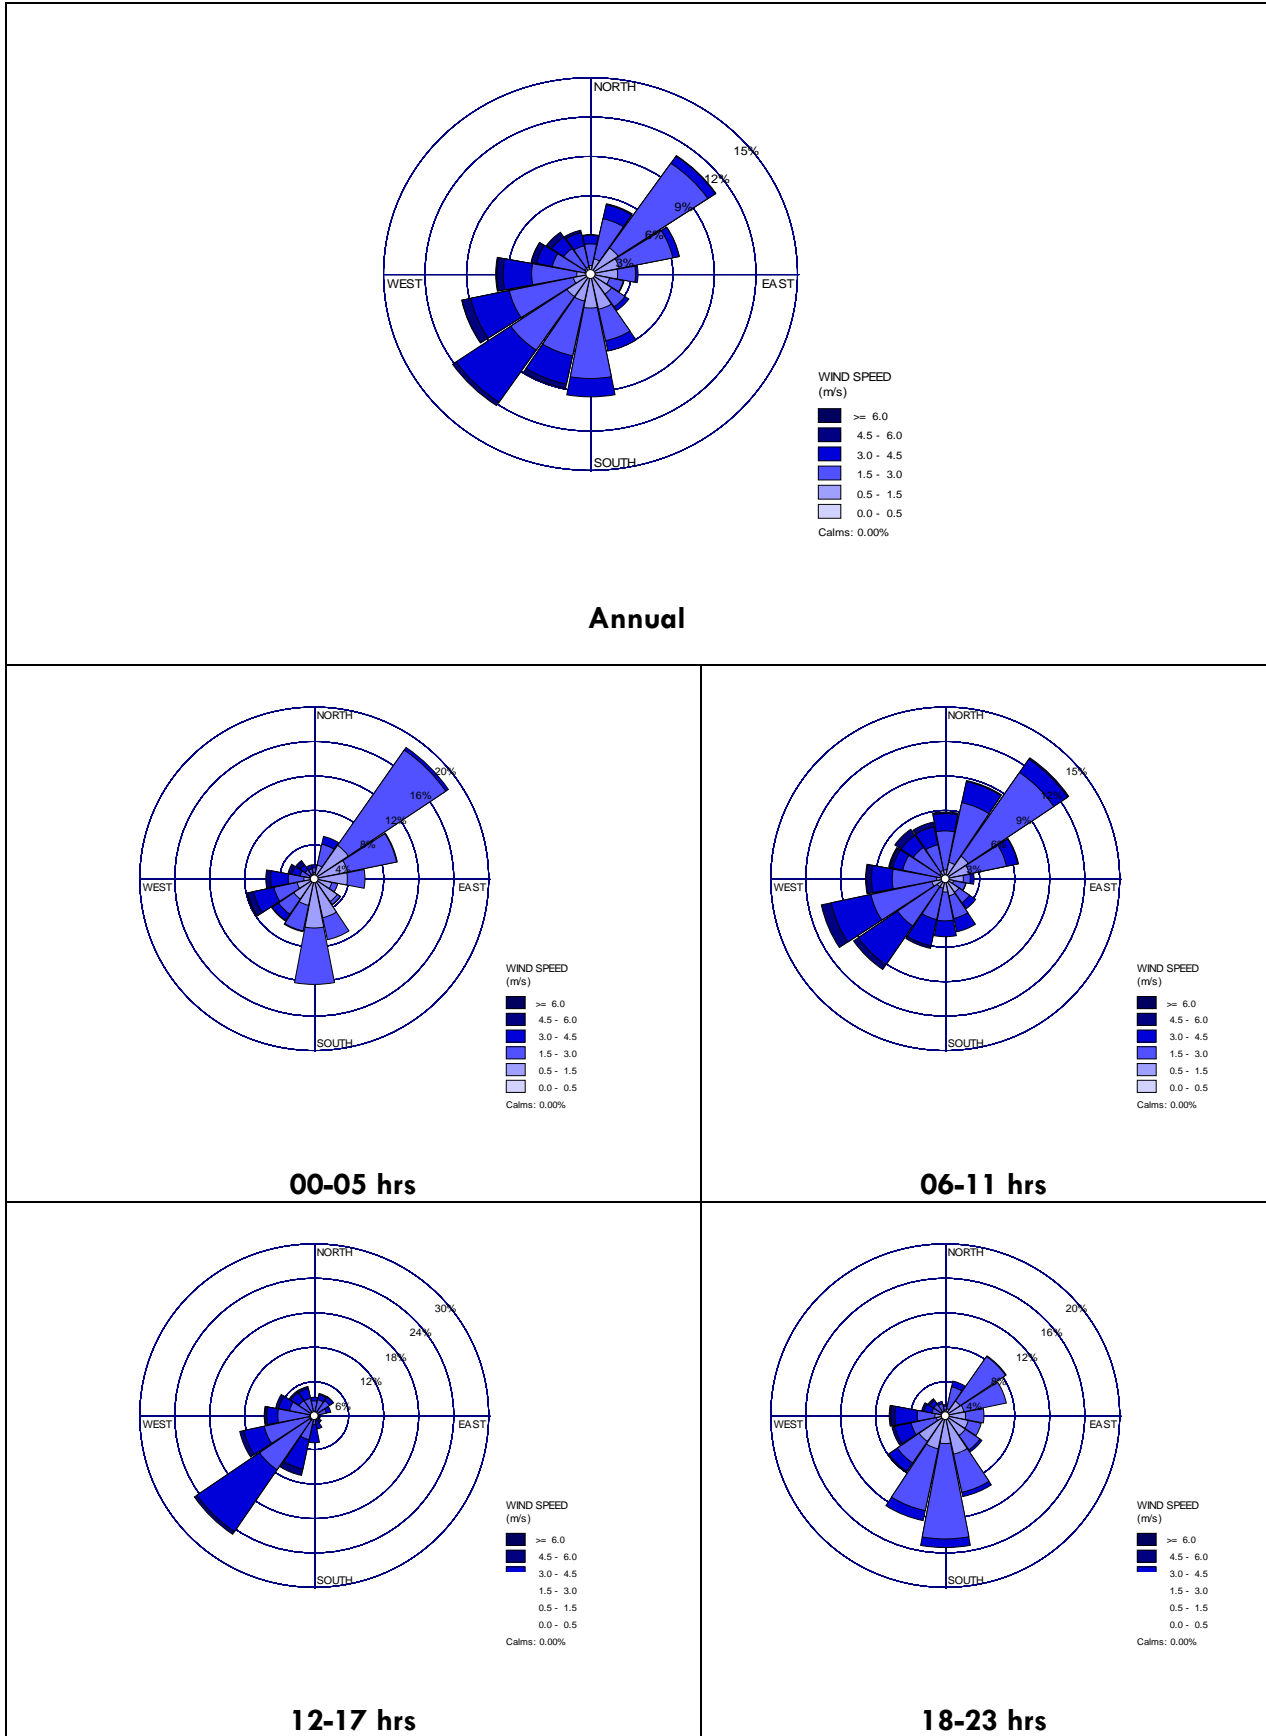 NORTH
15%
12%
9%
6%
3%
WEST
EAST
SOUTH
WIND SPEED
(m/s)
>= 6.0
4.5 - 6.0
3.0 - 4.5
1.5 - 3.0
0.5 - 1.5
0.0 - 0.5
Calms: 0.00%
Annual
NORTH
20%
16%
12%
8%
4%
WEST
EAST
SOUTH
WIND SPEED
(m/s)
>= 6.0
4.5 - 6.0
3.0 - 4.5
1.5 - 3.0
0.5 - 1.5
0.0 - 0.5
Calms: 0.00%
00-05 hrs
NORTH
15%
12%
9%
6%
3%
WEST
EAST
SOUTH
WIND SPEED
(m/s)
>= 6.0
4.5 - 6.0
3.0 - 4.5
1.5 - 3.0
0.5 - 1.5
0.0 - 0.5
Calms: 0.00%
06-11 hrs
NORTH
30%
24%
18%
12%
6%
WEST
EAST
SOUTH
WIND SPEED
(m/s)
>= 6.0
4.5 - 6.0
3.0 - 4.5
1.5 - 3.0
0.5 - 1.5
0.0 - 0.5
Calms: 0.00%
12-17 hrs
NORTH
20%
16%
12%
8%
4%
WEST
EAST
SOUTH
WIND SPEED
(m/s)
>= 6.0
4.5 - 6.0
3.0 - 4.5
1.5 - 3.0
0.5 - 1.5
0.0 - 0.5
Calms: 0.00%
18-23 hrs